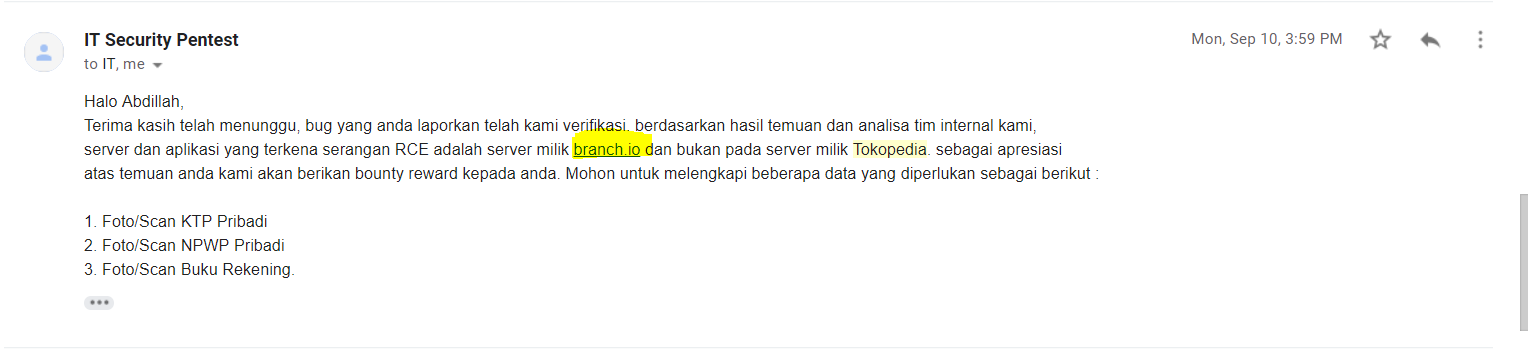 IT Security Pentest
Mon, Sep 10, 3:59 PM
to IT, me
Halo Abdillah,
Terima kasih telah menunggu, bug yang anda laporkan telah kami verifikasi. berdasarkan hasil temuan dan analisa tim internal kami,
server dan aplikasi yang terkena serangan RCE adalah server milik branch.io dan bukan pada server milik Tokopedia. sebagai apresiasi
atas temuan anda kami akan berikan bounty reward kepada anda. Mohon untuk melengkapi beberapa data yang diperlukan sebagai berikut :
1. Foto/Scan KTP Pribadi
2. Foto/Scan NPWP Pribadi
3. Foto/Scan Buku Rekening.